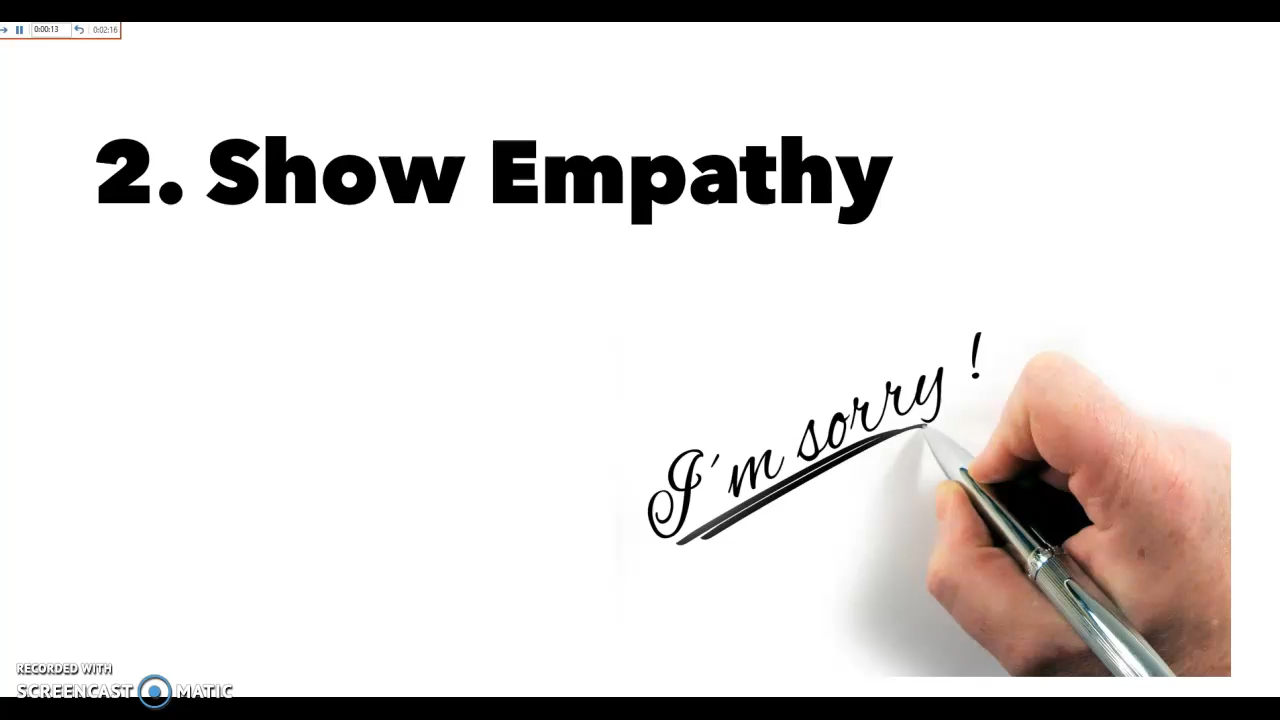 0:00:13 0:02:16
2. Show Empathy
I'm sorry !
RECORDED WITH
SCREENCAST MATIC